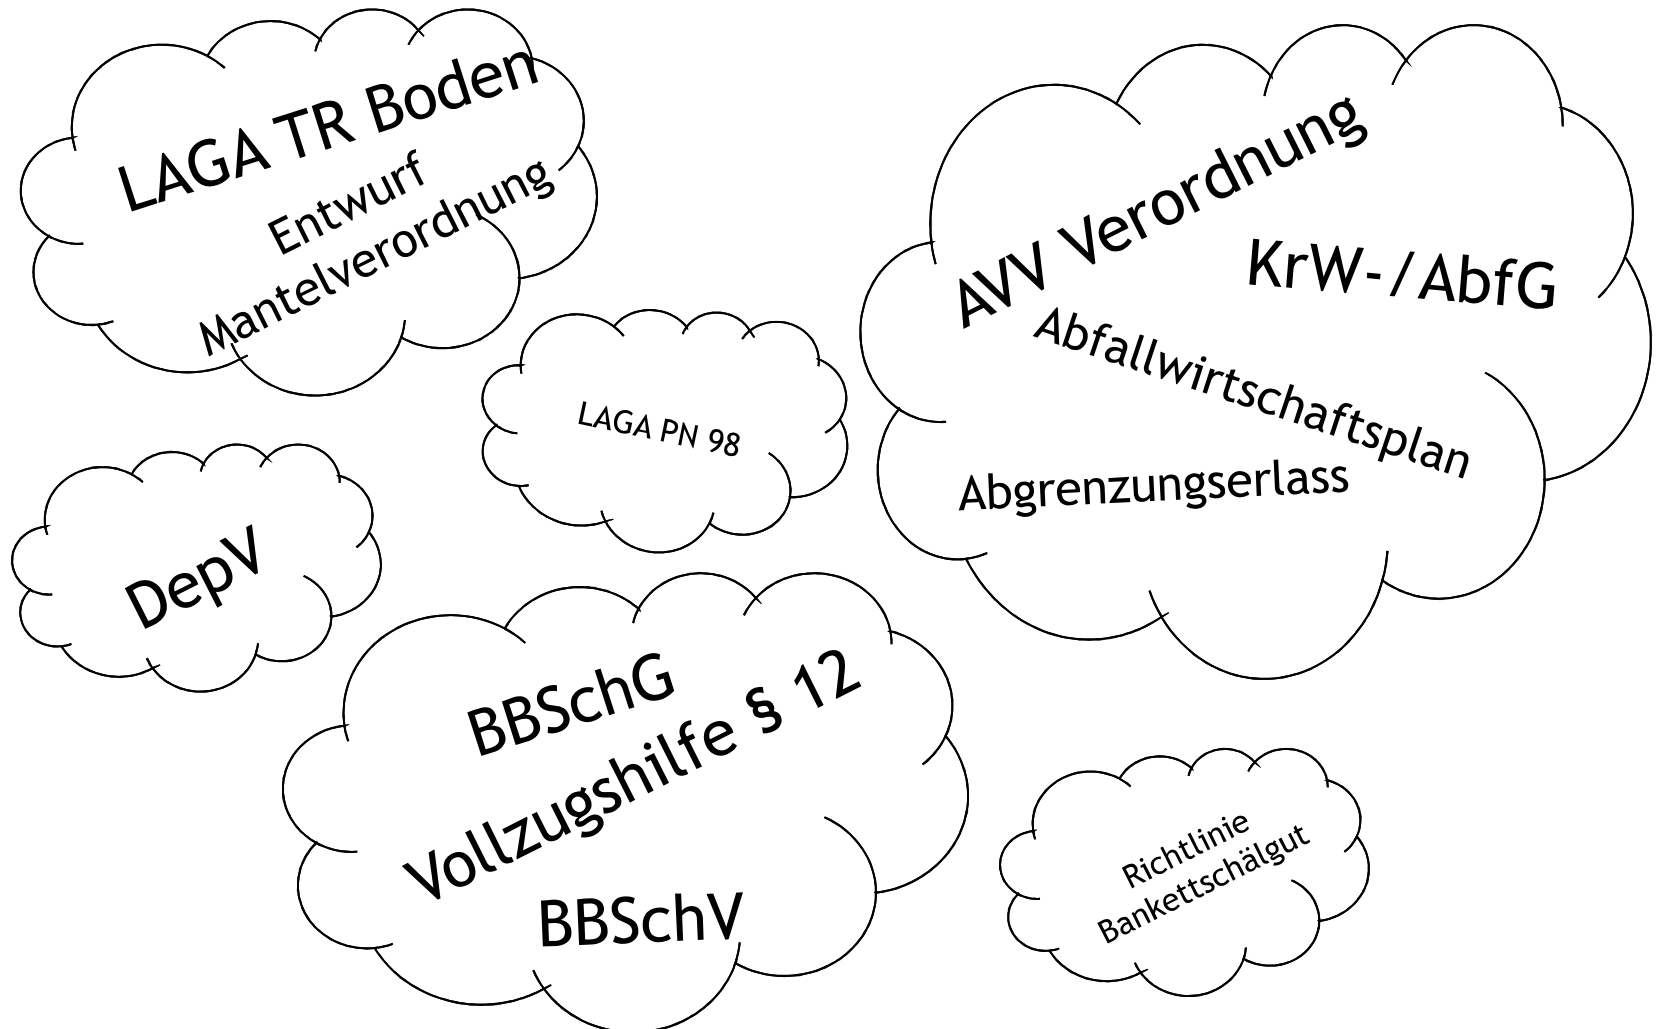 LAGA TR Boden
Entwurf
Mantelverordnung
AVV Verordnung
KrW-/AbfG
Abfallwirtschaftsplan
Abgrenzungserlass
LAGA PN 98
DepV
BBSchG
Vollzugshilfe § 12
BBSchV
Richtlinie
Bankettschälgut